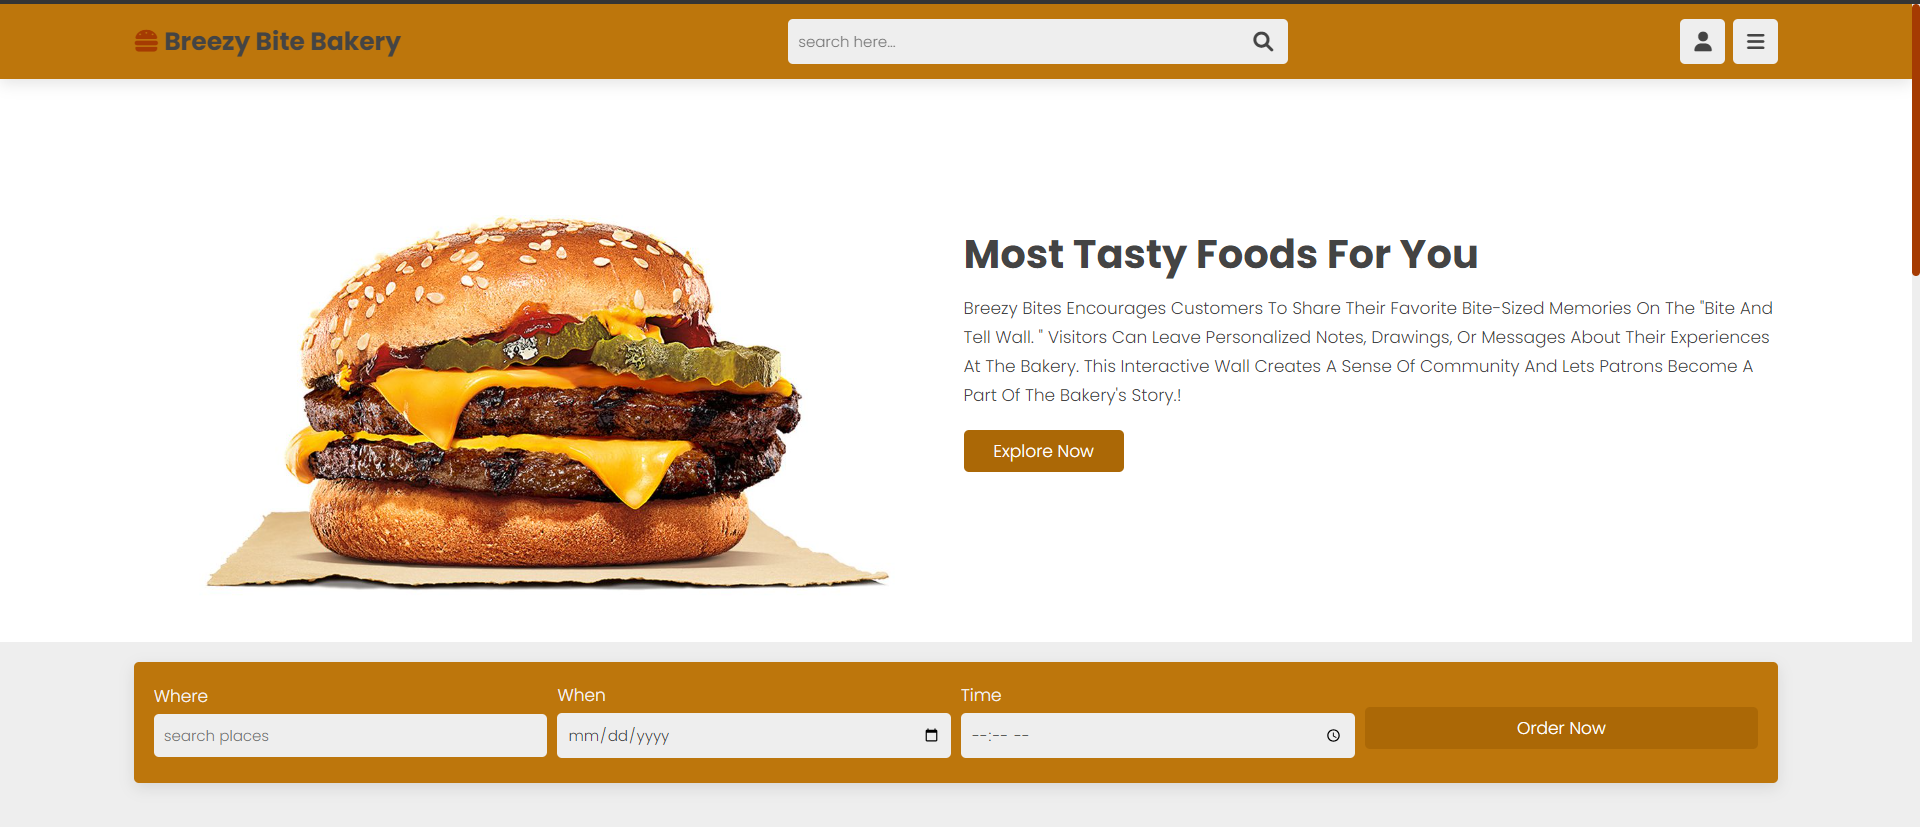 Breezy Bite Bakery
search here...
Most Tasty Foods For You
Breezy Bites Encourages Customers To Share Their Favorite Bite-Sized Memories On The "Bite And
Tell Wall. " Visitors Can Leave Personalized Notes, Drawings, Or Messages About Their Experiences
At The Bakery. This Interactive Wall Creates A Sense Of Community And Lets Patrons Become A
Part Of The Bakery's Story.!
Explore Now
Where
When
Time
search places
mm/dd/yyyy
--:-- --
Order Now